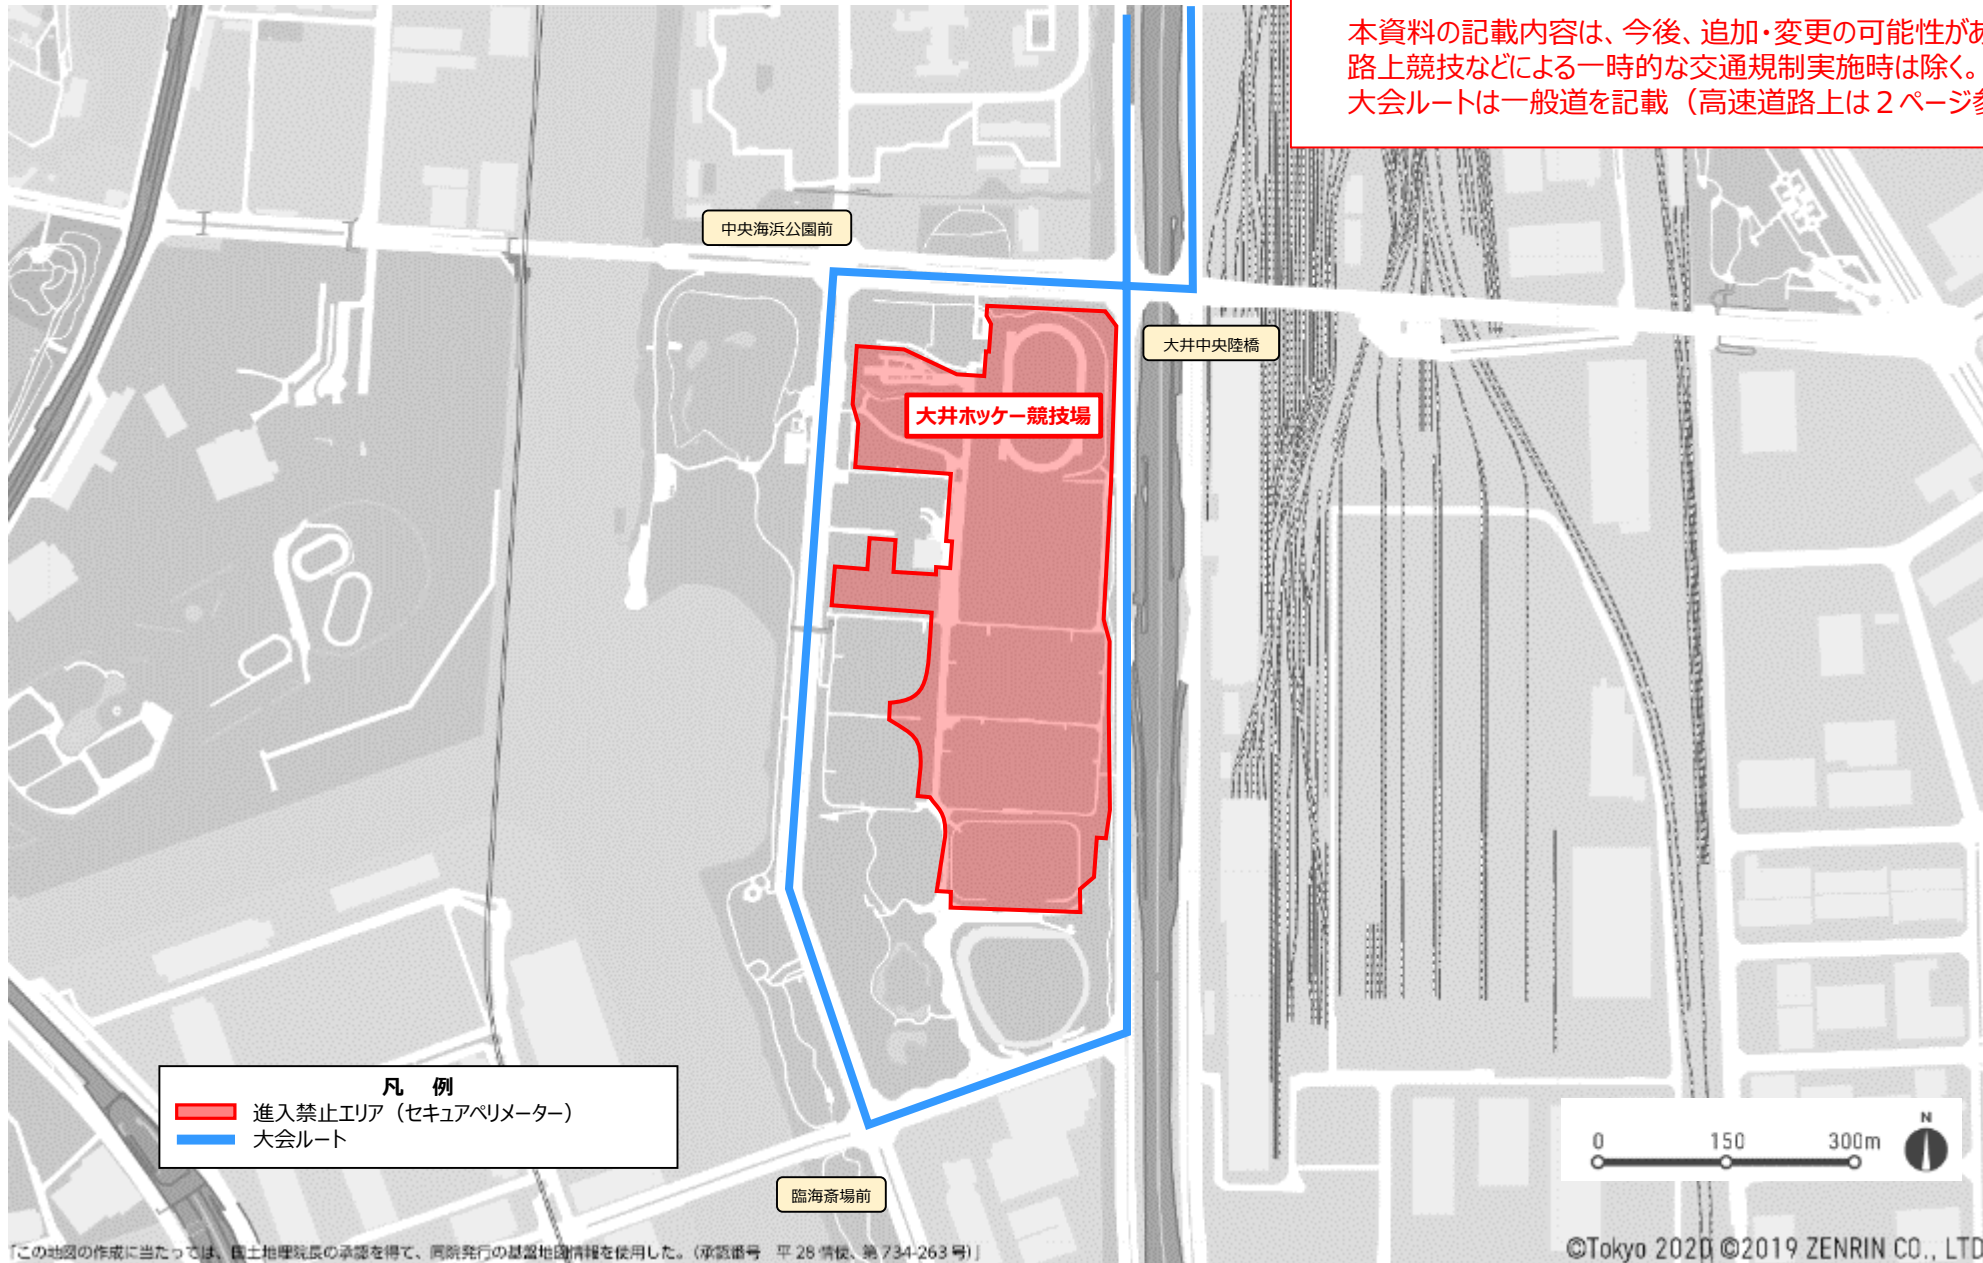 本資料の記載内容は、今後、追加・変更の可能性があ
路上競技などによる一時的な交通規制実施時は除く。
大会ルートは一般道を記載（高速道路上は２ページ参
中央海浜公園前
大井中央陸橋
大井ホッケー競技場
凡　例
進入禁止エリア（セキュアペリメーター）
大会ルート
臨海斎場前
N
0 150 300m
「この地図の作成に当たっては、国土地理院長の承認を得て、同院発行の基盤地図情報を使用した。（承認番号　平 28 情使、第 734-263 号）」
©Tokyo 2020 ©2019 ZENRIN CO., LTD